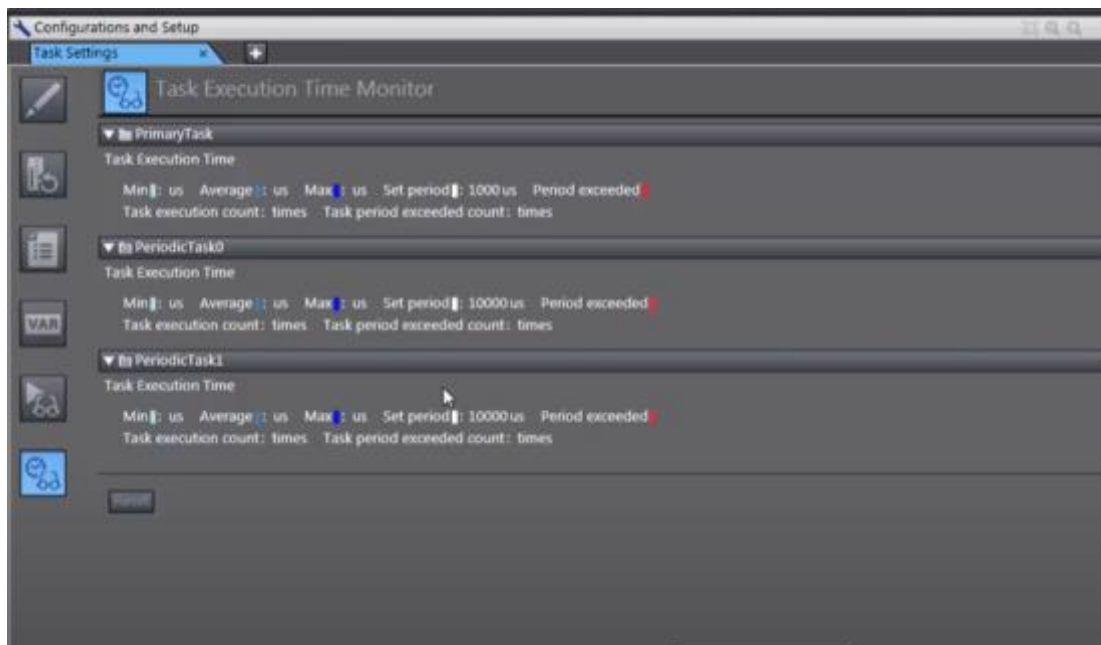 Configurations and Setup
Task Settings
Task Execution Time Monitor
PrimaryTask
Task Execution Time
Min : us Average : us Max : us Set period : 1000 us Period exceeded
Task execution count: times Task period exceeded count: times
PeriodicTask0
Task Execution Time
Min : us Average : us Max : us Set period : 10000 us Period exceeded
Task execution count: times Task period exceeded count: times
VAR
PeriodicTask1
Task Execution Time
Min : us Average : us Max : us Set period : 10000 us Period exceeded
Task execution count: times Task period exceeded count: times
Reset